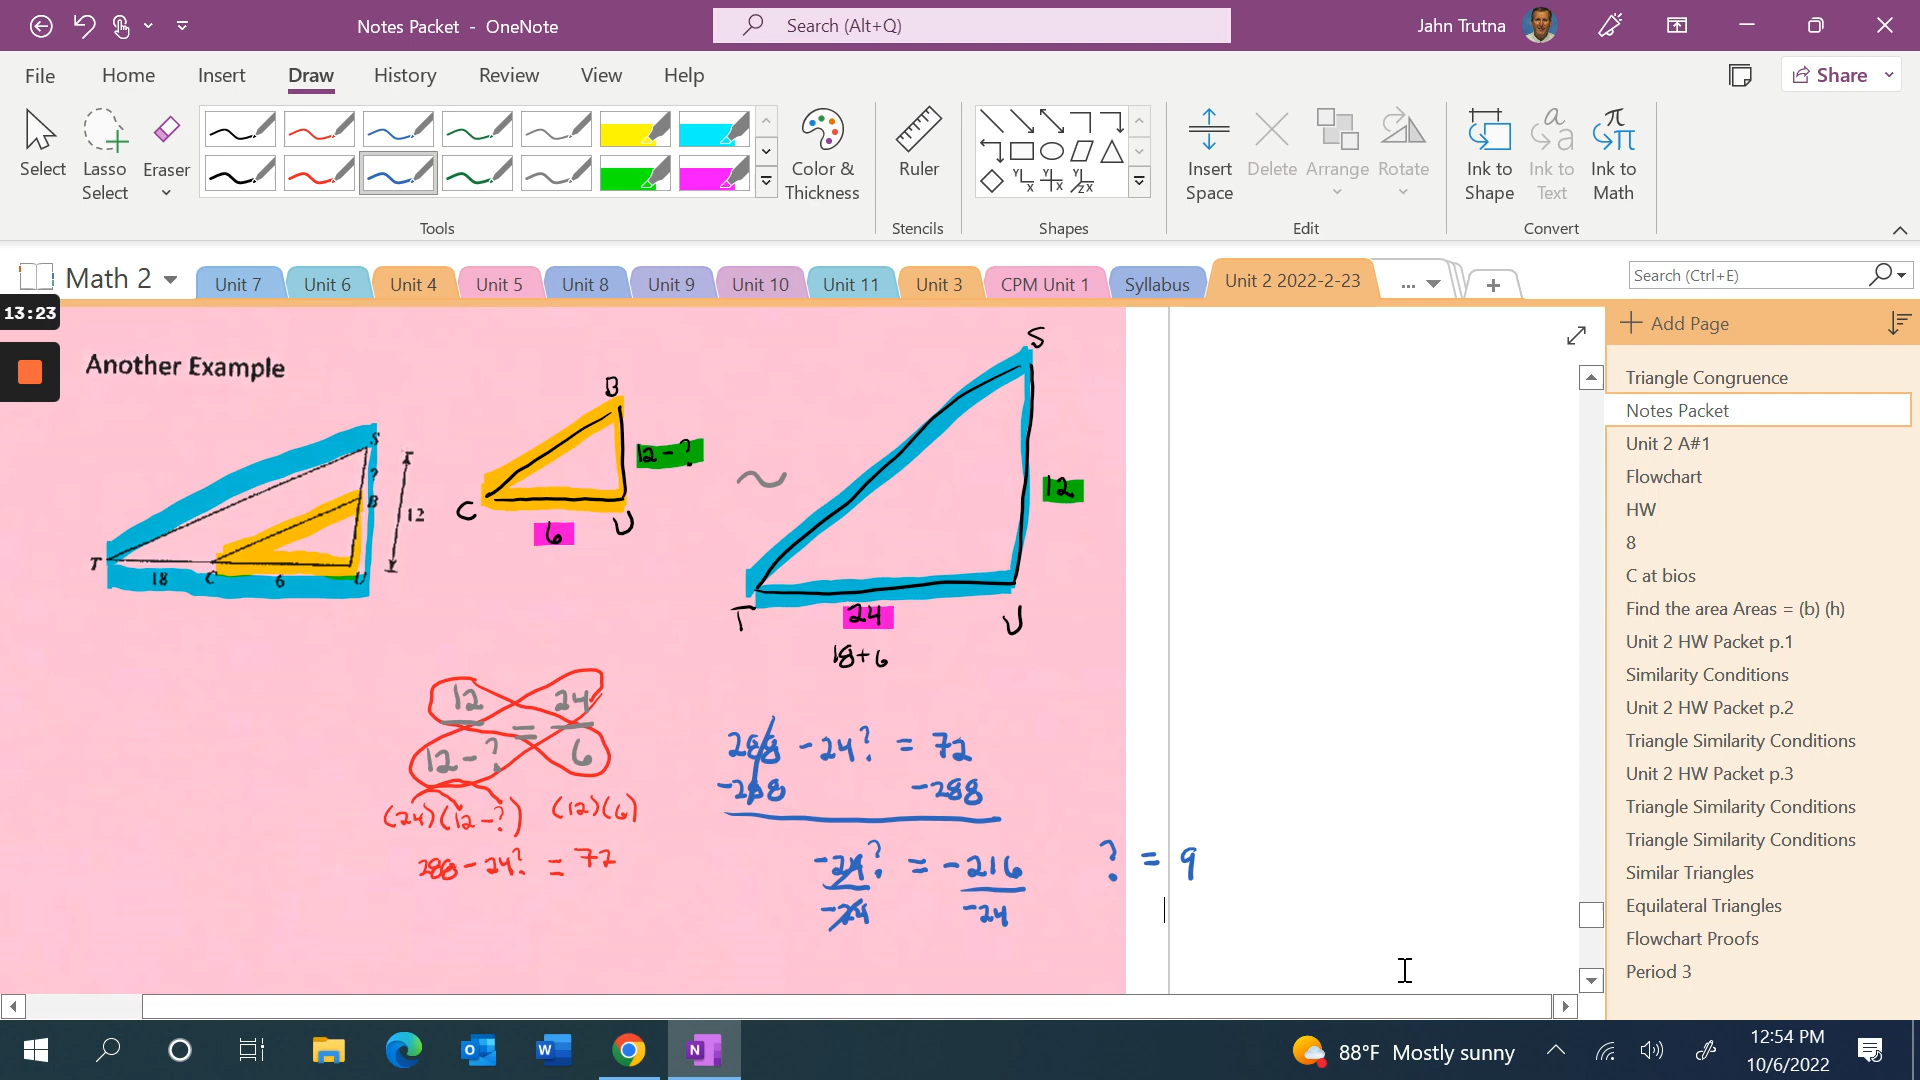 Notes Packet - OneNote
Search (Alt+Q)
Jahn Trutna
File Home Insert Draw History Review View Help
Share
Select
Lasso Select
Eraser
Color & Thickness
Ruler
Insert Space
Delete
Arrange
Rotate
Ink to Shape
Ink to Text
Ink to Math
Tools
Stencils
Shapes
Edit
Convert
Math 2
Unit 7
Unit 6
Unit 4
Unit 5
Unit 8
Unit 9
Unit 10
Unit 11
Unit 3
CPM Unit 1
Syllabus
Unit 2 2022-2-23
...
Search (Ctrl+E)
13:23
Another Example
S
?
B
12
T 18 C 6 U
B
12 - ?
C
6
U
~
S
12
T
24
U
18+6
12 = 24
12-? 6
(24)(12-?) (12)(6)
288 - 24? = 72
288 - 24? = 72
-288 -288
-24? = -216
-24 -24
? = 9
Add Page
Triangle Congruence
Notes Packet
Unit 2 A#1
Flowchart
HW
8
C at bios
Find the area Areas = (b) (h)
Unit 2 HW Packet p.1
Similarity Conditions
Unit 2 HW Packet p.2
Triangle Similarity Conditions
Unit 2 HW Packet p.3
Triangle Similarity Conditions
Triangle Similarity Conditions
Similar Triangles
Equilateral Triangles
Flowchart Proofs
Period 3
88°F Mostly sunny
12:54 PM
10/6/2022